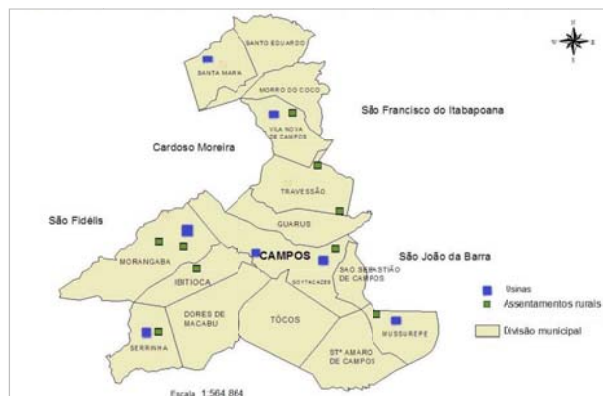 SANTO EDUARDO
SANTA MARA
MORRO DO COCO
São Francisco do Itabapoana
VILA NOVA
DE CAMPOS
Cardoso Moreira
TRAVESSÃO
São Fidélis
GUARUS
CAMPOS
São João da Barra
MORANGABA
GOYTACAZES
SAO SEBASTIÃO
DE CAMPOS
IBITIOCA
Usinas
Assentamentos rurais
DORES DE
MACABU
TÓCOS
MUSSUREPE
Divisão municipal
SERRINHA
STº AMARO
DE CAMPOS
Escala 1:564.864